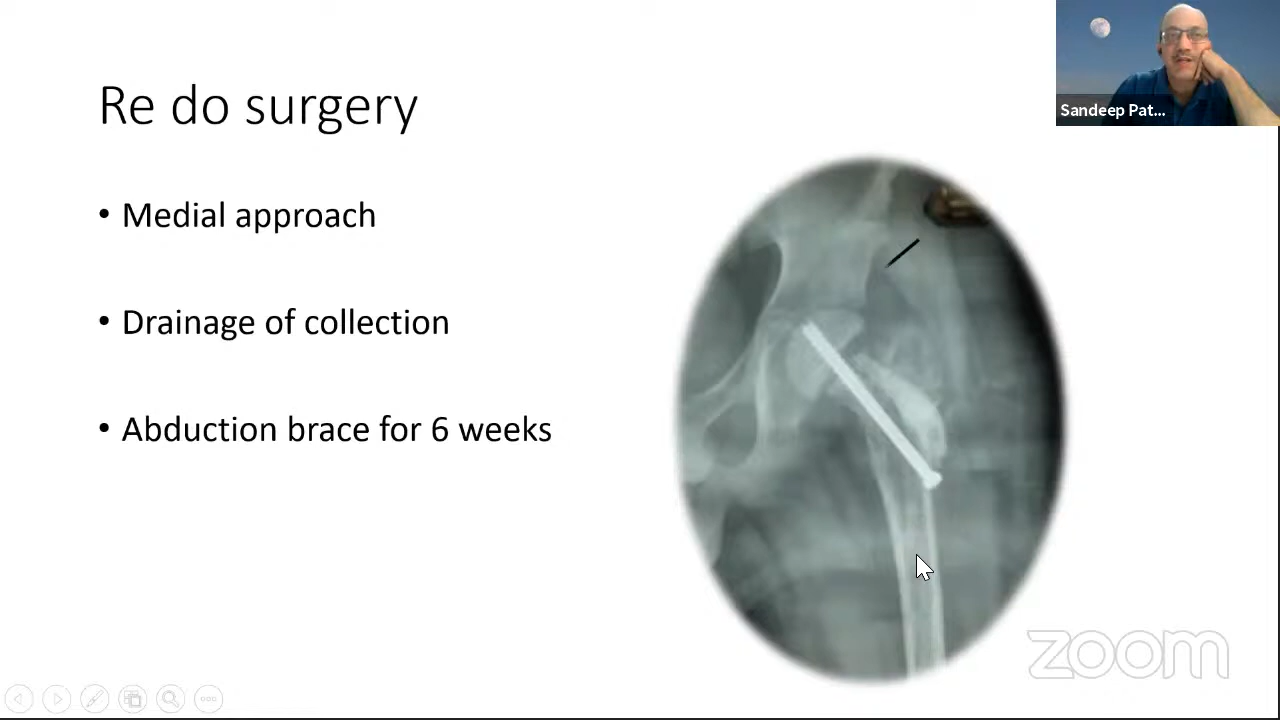 Sandeep Pat...
Re do surgery
• Medial approach
• Drainage of collection
• Abduction brace for 6 weeks
zoom